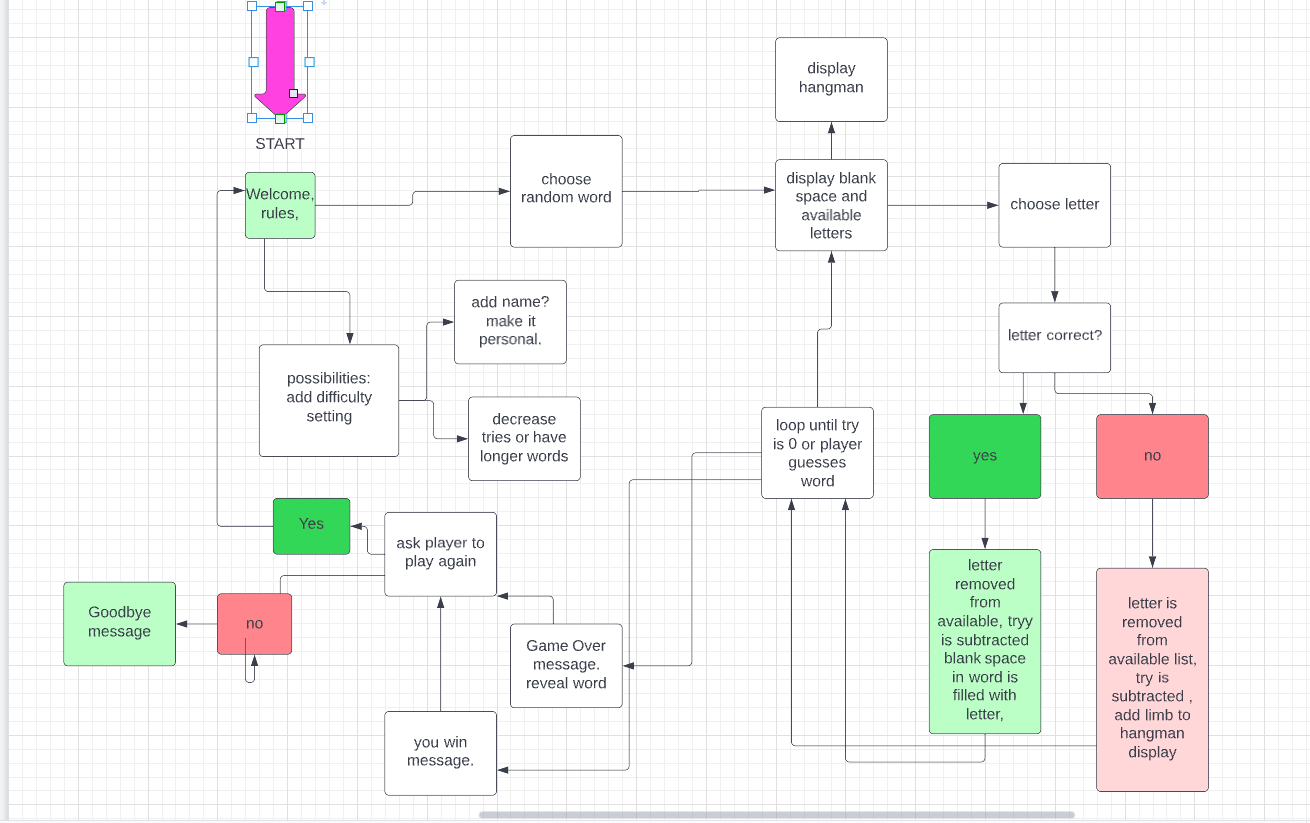 START
Welcome,
rules,
choose
random word
display
hangman
display blank
space and
available
letters
choose letter
letter correct?
add name?
make it
personal.
possibilities:
add difficulty
setting
decrease
tries or have
longer words
loop until try
is 0 or player
guesses
word
yes
no
Yes
ask player to
play again
Goodbye
message
no
Game Over
message.
reveal word
you win
message.
letter
removed
from
available, tryy
is subtracted
blank space
in word is
filled with
letter,
letter is
removed
from
available list,
try is
subtracted ,
add limb to
hangman
display